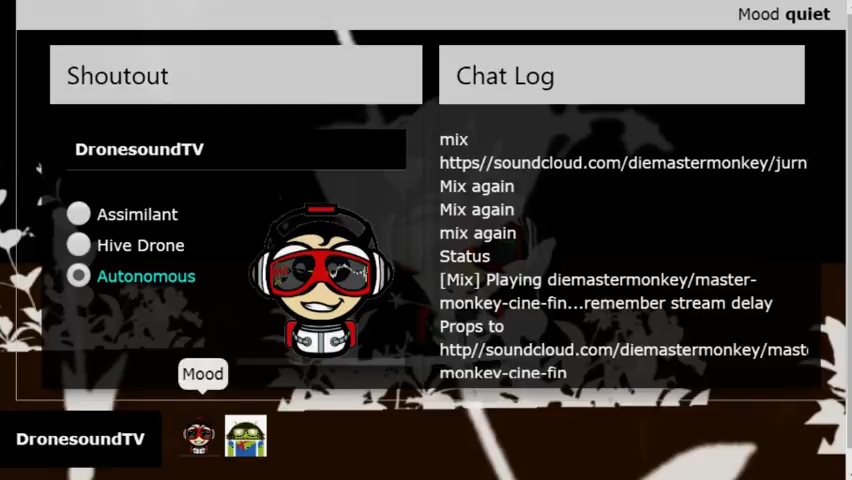 Mood quiet
Shoutout
Chat Log
DronesoundTV
Assimilant
Hive Drone
Autonomous
mix
https//soundcloud.com/diemastermonkey/jurn
Mix again
Mix again
mix again
Status
[Mix] Playing diemastermonkey/master-
monkey-cine-fin...remember stream delay
Props to
http://soundcloud.com/diemastermonkey/maste
monkey-cine-fin
Mood
DronesoundTV